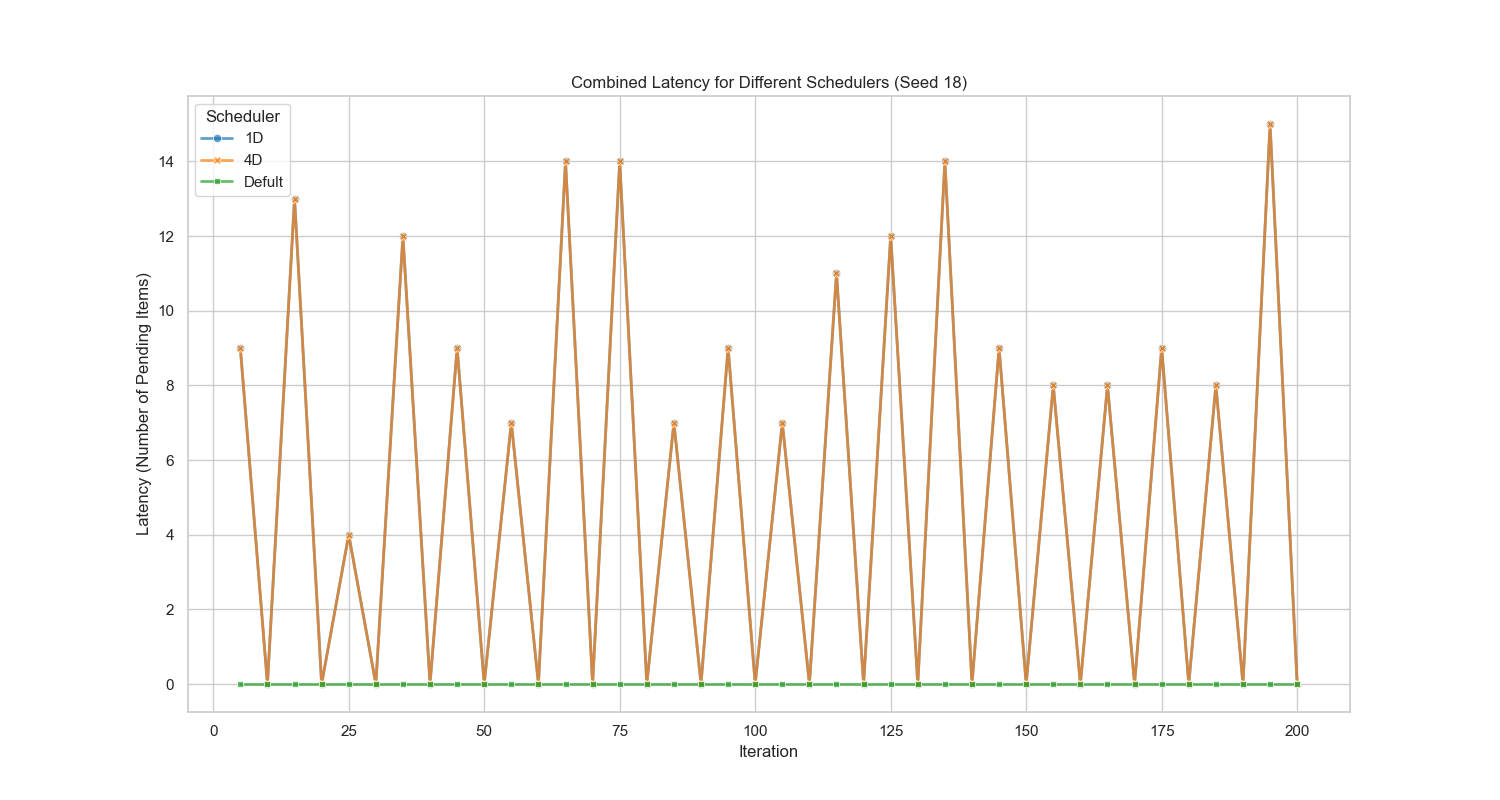 Combined Latency for Different Schedulers (Seed 18)
Scheduler
1D
4D
Defult
Latency (Number of Pending Items)
14
12
10
8
6
4
2
0
0 25 50 75 100 125 150 175 200
Iteration